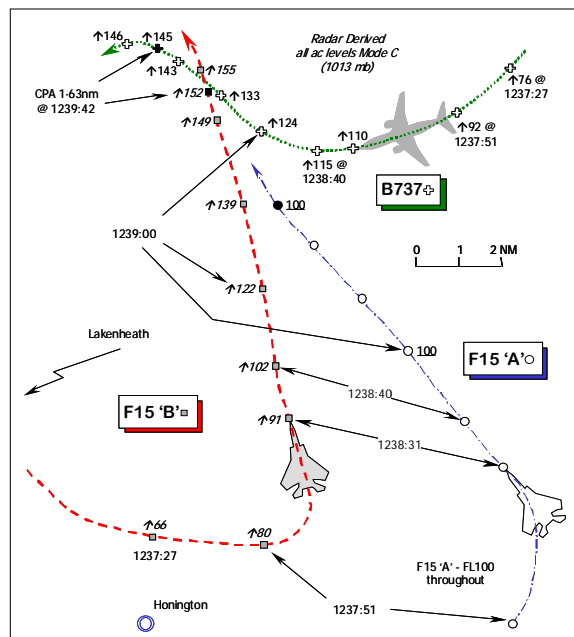 Radar Derived
all ac levels Mode C
(1013 mb)
↑146
↑145
↑143
↑155
CPA 1·63nm
@ 1239:42
↑152
↑133
↑149
↑124
↑76 @
1237:27
↑92 @
1237:51
↑110
↑115 @
1238:40
B737
100
↑139
1239:00
0 1 2 NM
↑122
Lakenheath
100
F15 'A'
↑102
1238:40
F15 'B'
↑91
1238:31
↑66
1237:27
↑80
F15 'A' - FL100
throughout
1237:51
Honington